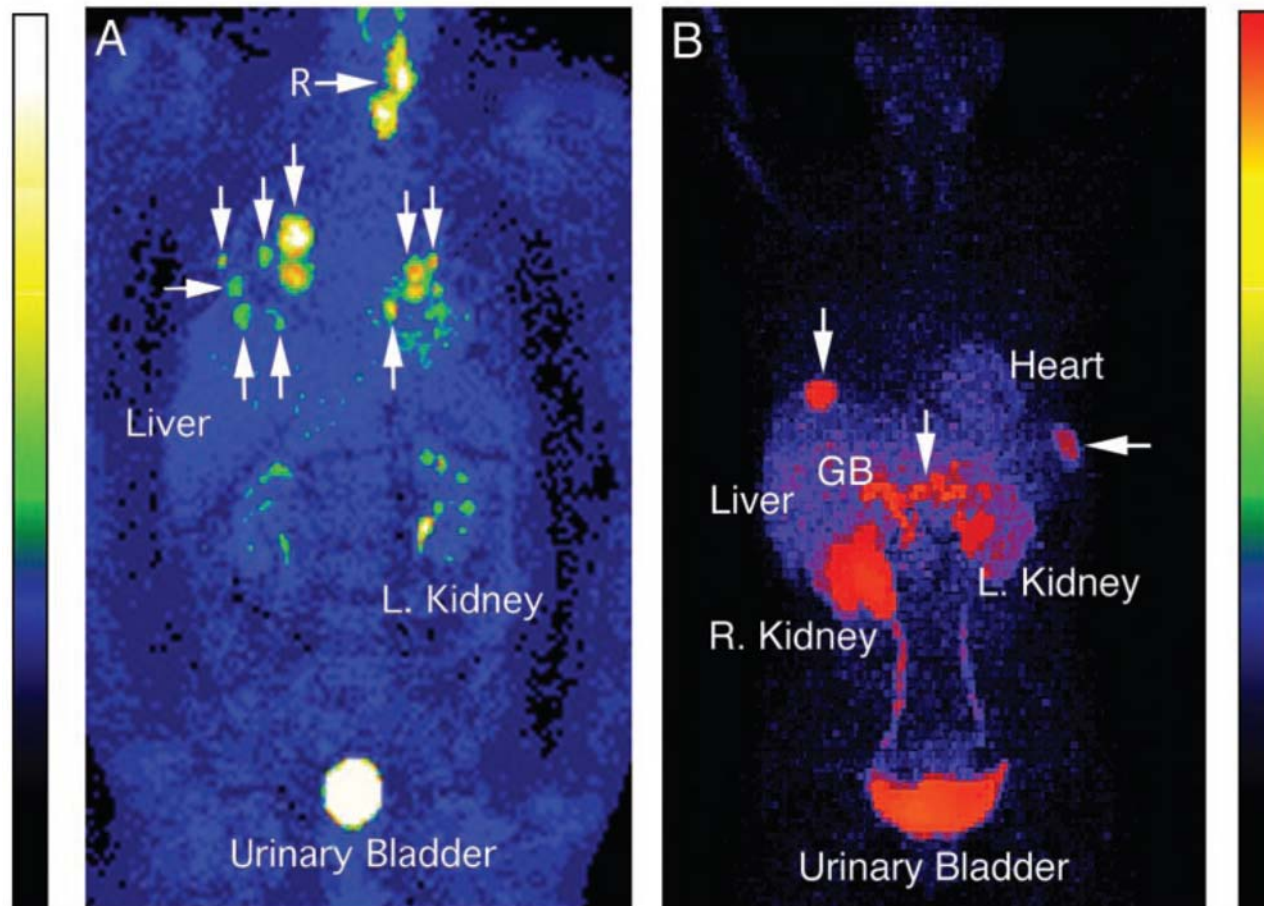 A
R
Liver
L. Kidney
Urinary Bladder
B
Heart
GB
Liver
L. Kidney
R. Kidney
Urinary Bladder